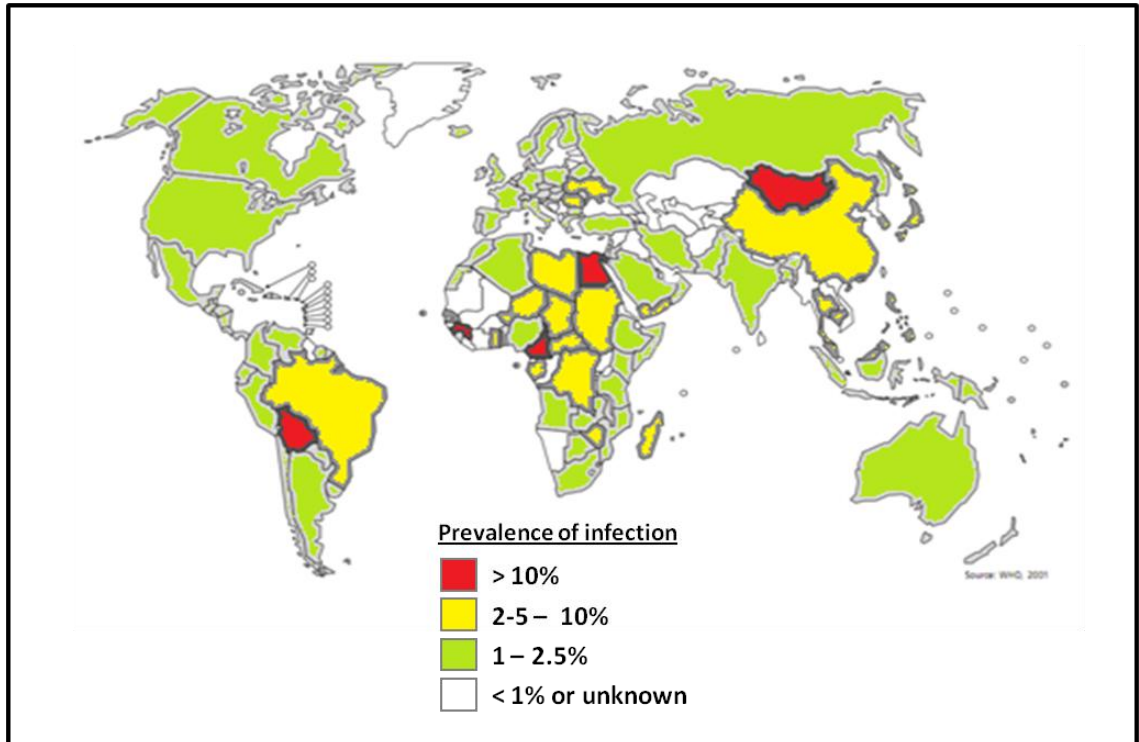 Prevalence of infection
> 10%
2-5 – 10%
1 – 2.5%
< 1% or unknown
Source: WHO, 2001